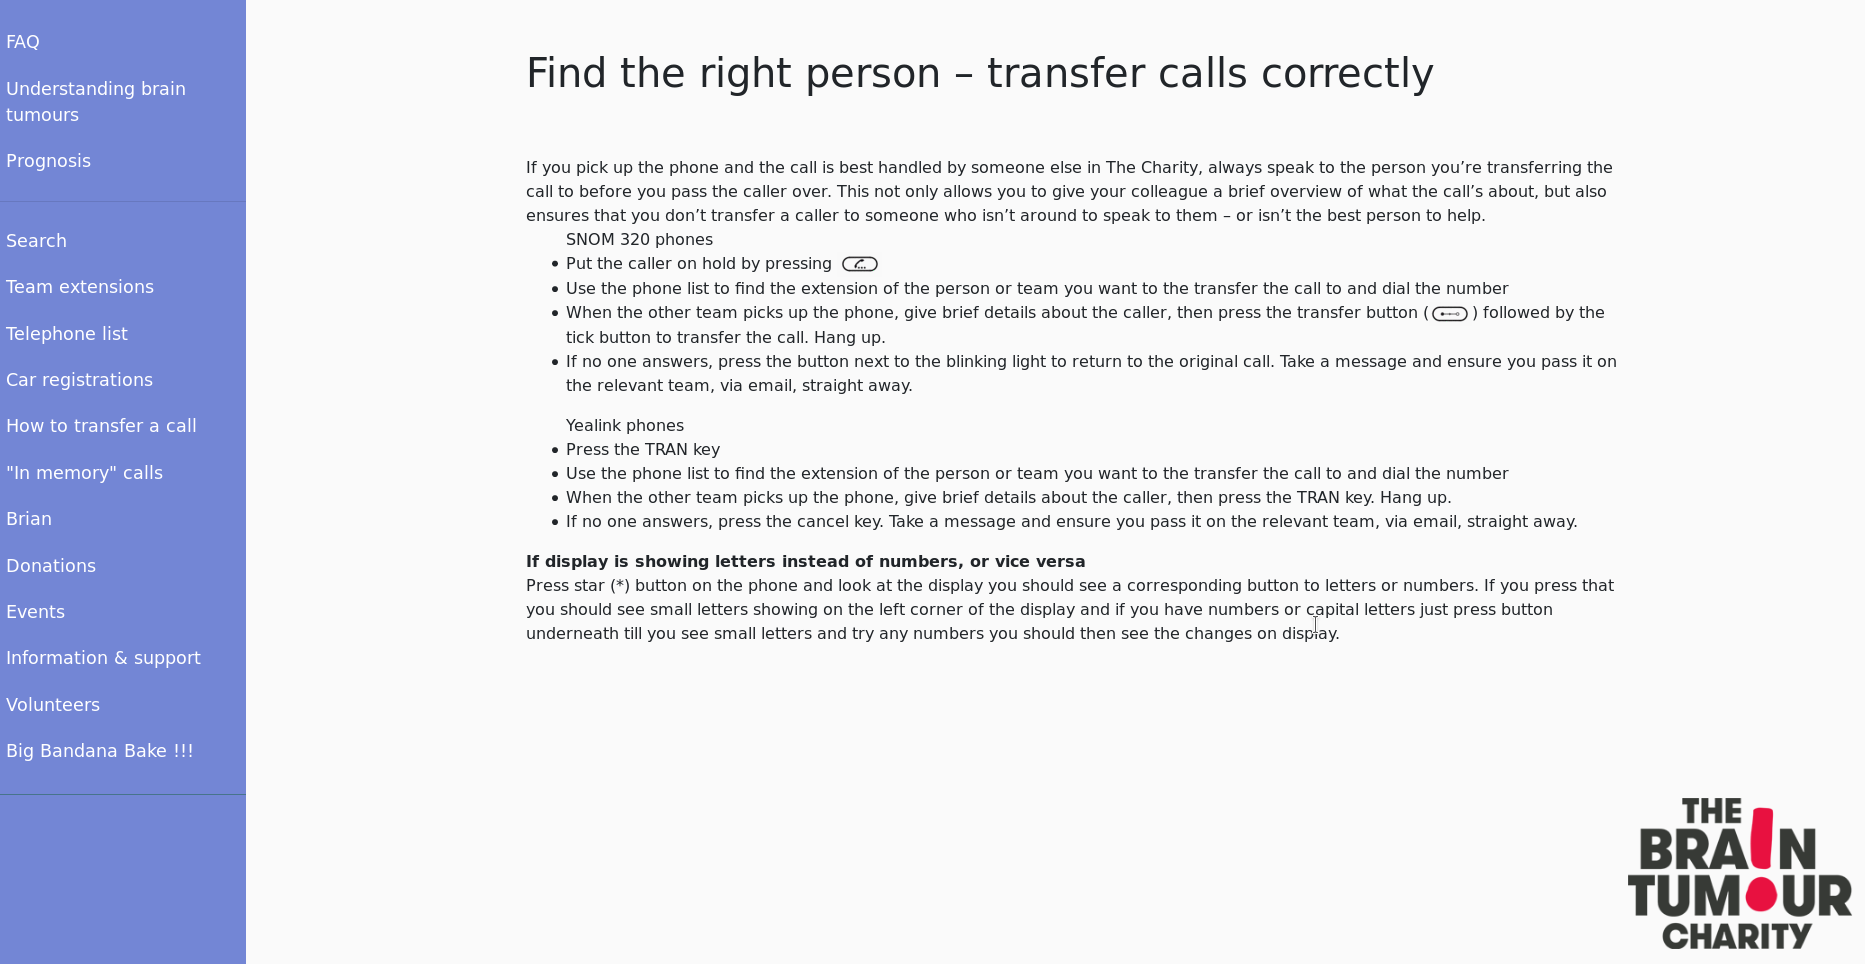 FAQ
Understanding brain
tumours
Prognosis
Search
Team extensions
Telephone list
Car registrations
How to transfer a call
"In memory" calls
Brian
Donations
Events
Information & support
Volunteers
Big Bandana Bake !!!
Find the right person – transfer calls correctly
If you pick up the phone and the call is best handled by someone else in The Charity, always speak to the person you’re transferring the
call to before you pass the caller over. This not only allows you to give your colleague a brief overview of what the call’s about, but also
ensures that you don’t transfer a caller to someone who isn’t around to speak to them – or isn’t the best person to help.
SNOM 320 phones
• Put the caller on hold by pressing
• Use the phone list to find the extension of the person or team you want to the transfer the call to and dial the number
• When the other team picks up the phone, give brief details about the caller, then press the transfer button ( ) followed by the
tick button to transfer the call. Hang up.
• If no one answers, press the button next to the blinking light to return to the original call. Take a message and ensure you pass it on
the relevant team, via email, straight away.
Yealink phones
• Press the TRAN key
• Use the phone list to find the extension of the person or team you want to the transfer the call to and dial the number
• When the other team picks up the phone, give brief details about the caller, then press the TRAN key. Hang up.
• If no one answers, press the cancel key. Take a message and ensure you pass it on the relevant team, via email, straight away.
If display is showing letters instead of numbers, or vice versa
Press star (*) button on the phone and look at the display you should see a corresponding button to letters or numbers. If you press that
you should see small letters showing on the left corner of the display and if you have numbers or capital letters just press button
underneath till you see small letters and try any numbers you should then see the changes on display.
THE
BRA!N
TUMOUR
CHARITY